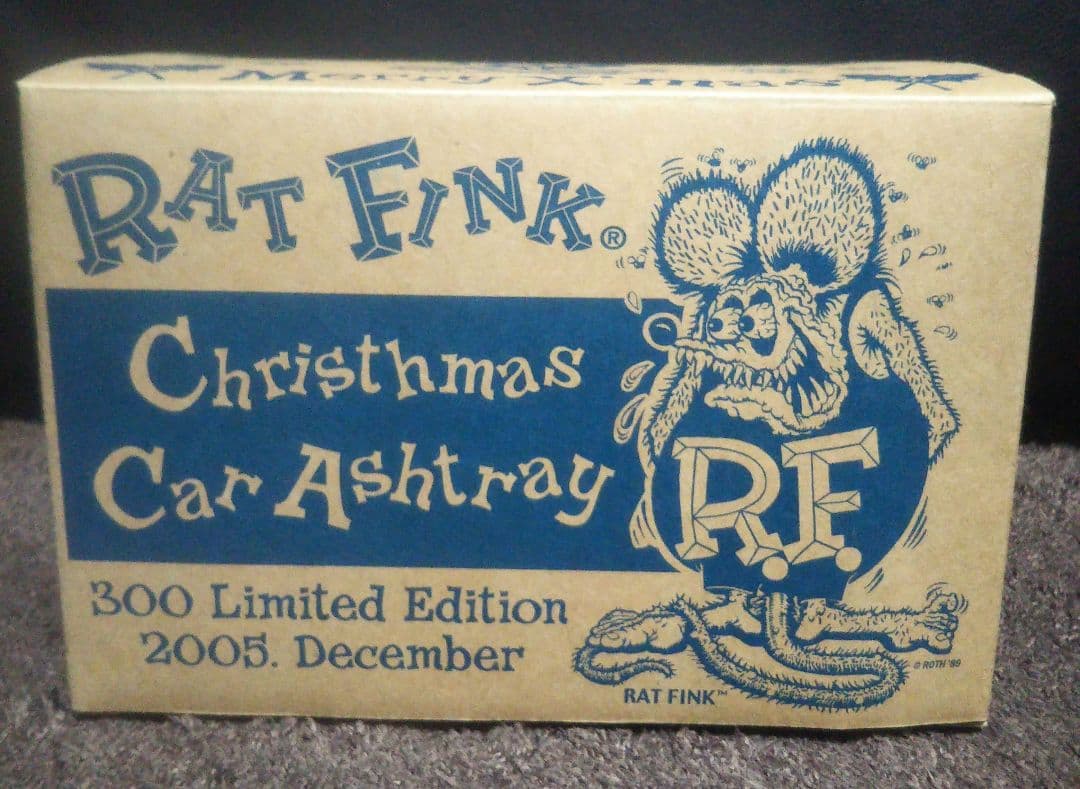 Merry X'mas
RAT FINK®
Christhmas
Car Ashtray
R.F.
300 Limited Edition
2005. December
© ROTH '89
RAT FINK™